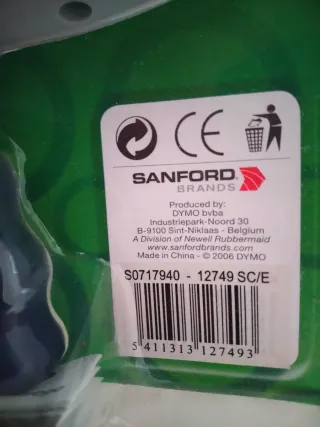 CE
SANFORD
BRANDS
Produced by:
DYMO bvba
Industriepark-Noord 30
B-9100 Sint-Niklaas - Belgium
A Division of Newell Rubbermaid
www.sanfordbrands.com
Made in China - © 2006 DYMO
S0717940 - 12749 SC/E
5 411313 127493